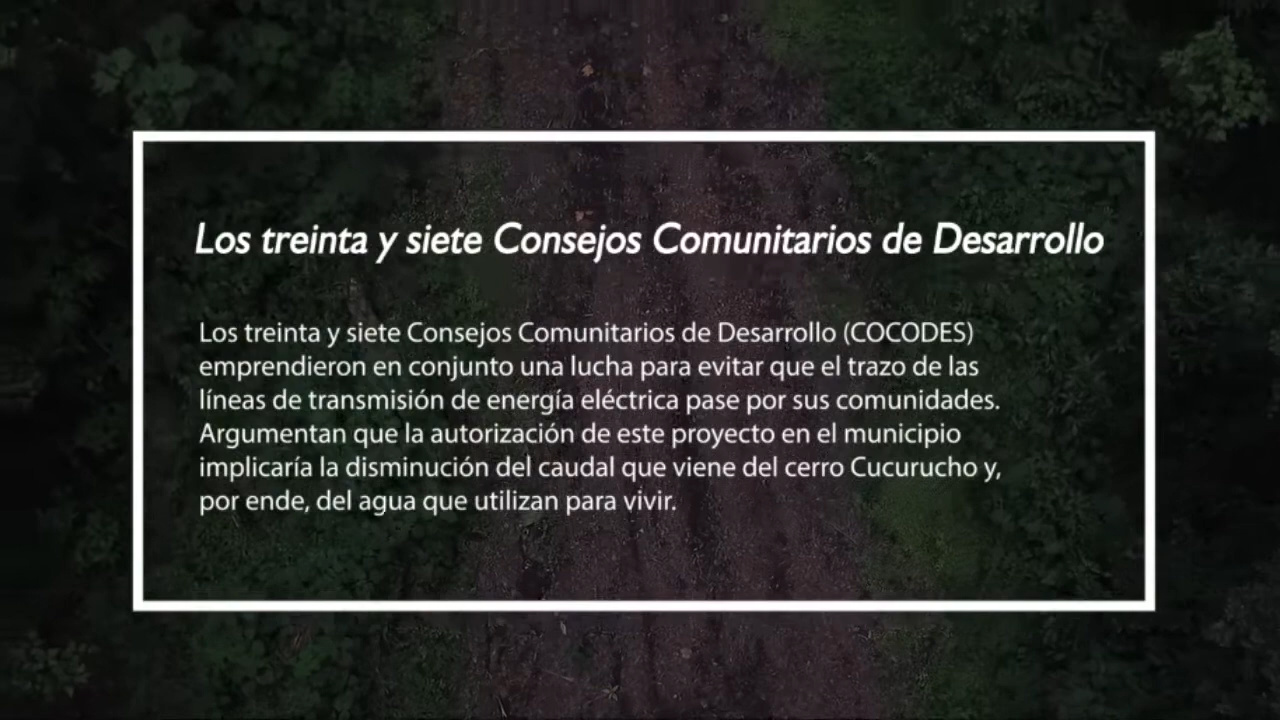 Los treinta y siete Consejos Comunitarios de Desarrollo
Los treinta y siete Consejos Comunitarios de Desarrollo (COCODES)
emprendieron en conjunto una lucha para evitar que el trazo de las
líneas de transmisión de energía eléctrica pase por sus comunidades.
Argumentan que la autorización de este proyecto en el municipio
implicaría la disminución del caudal que viene del cerro Cucurucho y,
por ende, del agua que utilizan para vivir.